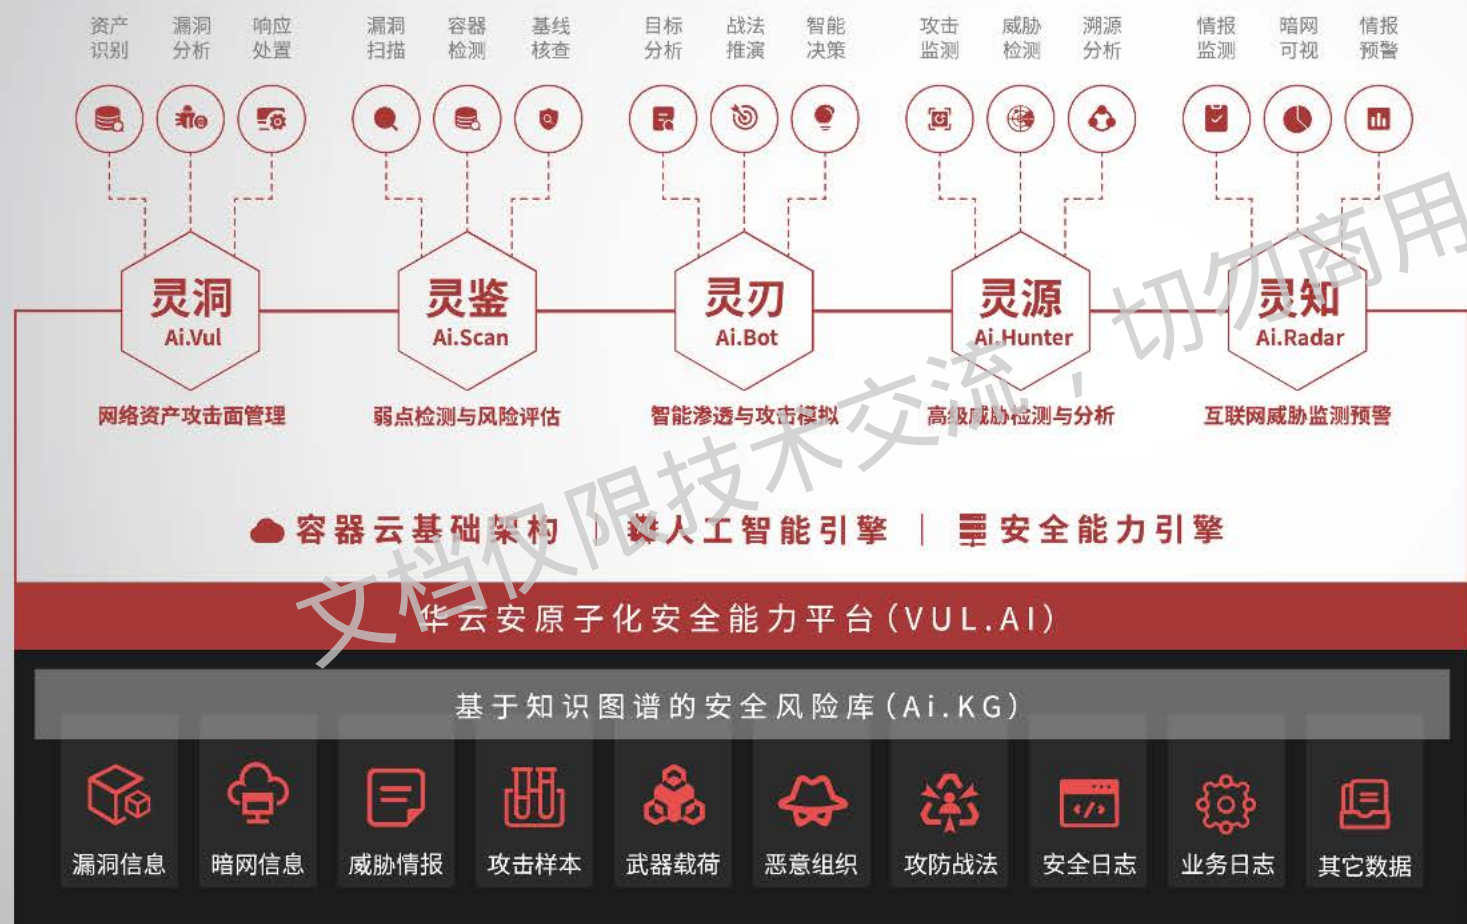 资产 漏洞 响应 漏洞 容器 基线 目标 战法 智能 攻击 威胁 溯源 情报 暗网 情报
识别 分析 处置 扫描 检测 核查 分析 推演 决策 监测 检测 分析 监测 可视 预警
灵洞 灵鉴 灵刃 灵源 灵知
Ai.Vul Ai.Scan Ai.Bot Ai.Hunter Ai.Radar
网络资产攻击面管理 弱点检测与风险评估 智能渗透与攻击模拟 高级威胁检测与分析 互联网威胁监测预警
容器云基础架构 | 人工智能引擎 | 安全能力引擎
华云安原子化安全能力平台(VUL.AI)
基于知识图谱的安全风险库(Ai.KG)
漏洞信息 暗网信息 威胁情报 攻击样本 武器载荷 恶意组织 攻防战法 安全日志 业务日志 其它数据
文档仅限技术交流，切勿商用